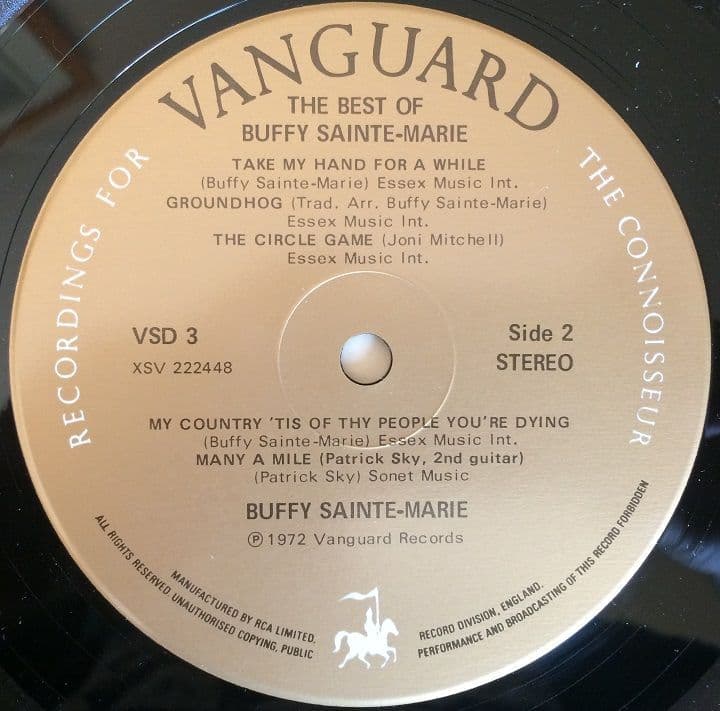 VANGUARD
RECORDINGS FOR THE CONNOISSEUR
THE BEST OF
BUFFY SAINTE-MARIE
TAKE MY HAND FOR A WHILE
(Buffy Sainte-Marie) Essex Music Int.
GROUNDHOG (Trad. Arr. Buffy Sainte-Marie)
Essex Music Int.
THE CIRCLE GAME (Joni Mitchell)
Essex Music Int.
VSD 3
XSV 222448
Side 2
STEREO
MY COUNTRY 'TIS OF THY PEOPLE YOU'RE DYING
(Buffy Sainte-Marie) Essex Music Int.
MANY A MILE (Patrick Sky, 2nd guitar)
(Patrick Sky) Sonet Music
BUFFY SAINTE-MARIE
℗ 1972 Vanguard Records
MANUFACTURED BY RCA LIMITED, RECORD DIVISION, ENGLAND.
ALL RIGHTS RESERVED. UNAUTHORISED COPYING, PUBLIC PERFORMANCE AND BROADCASTING OF THIS RECORD FORBIDDEN